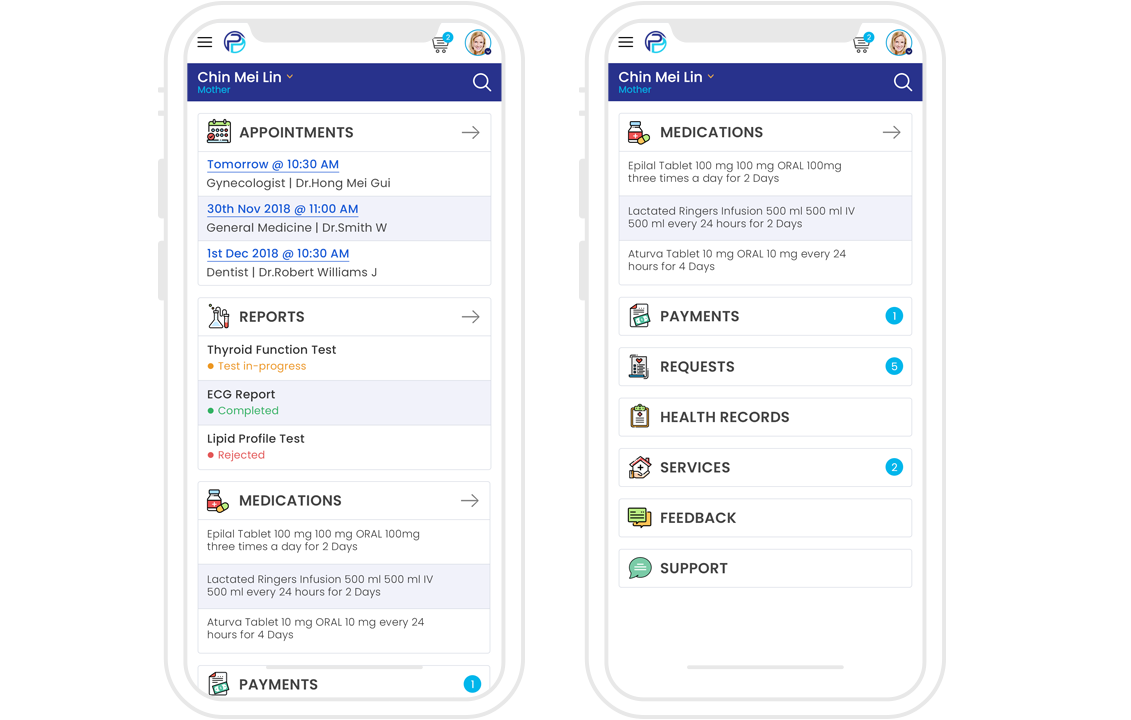 2
Chin Mei Lin
Mother
APPOINTMENTS
Tomorrow @ 10:30 AM
Gynecologist | Dr.Hong Mei Gui
30th Nov 2018 @ 11:00 AM
General Medicine | Dr.Smith W
1st Dec 2018 @ 10:30 AM
Dentist | Dr.Robert Williams J
REPORTS
Thyroid Function Test
Test in-progress
ECG Report
Completed
Lipid Profile Test
Rejected
MEDICATIONS
Epilal Tablet 100 mg 100 mg ORAL 100mg
three times a day for 2 Days
Lactated Ringers Infusion 500 ml 500 ml IV
500 ml every 24 hours for 2 Days
Aturva Tablet 10 mg ORAL 10 mg every 24
hours for 4 Days
PAYMENTS 1
2
Chin Mei Lin
Mother
MEDICATIONS
Epilal Tablet 100 mg 100 mg ORAL 100mg
three times a day for 2 Days
Lactated Ringers Infusion 500 ml 500 ml IV
500 ml every 24 hours for 2 Days
Aturva Tablet 10 mg ORAL 10 mg every 24
hours for 4 Days
PAYMENTS 1
REQUESTS 5
HEALTH RECORDS
SERVICES 2
FEEDBACK
SUPPORT